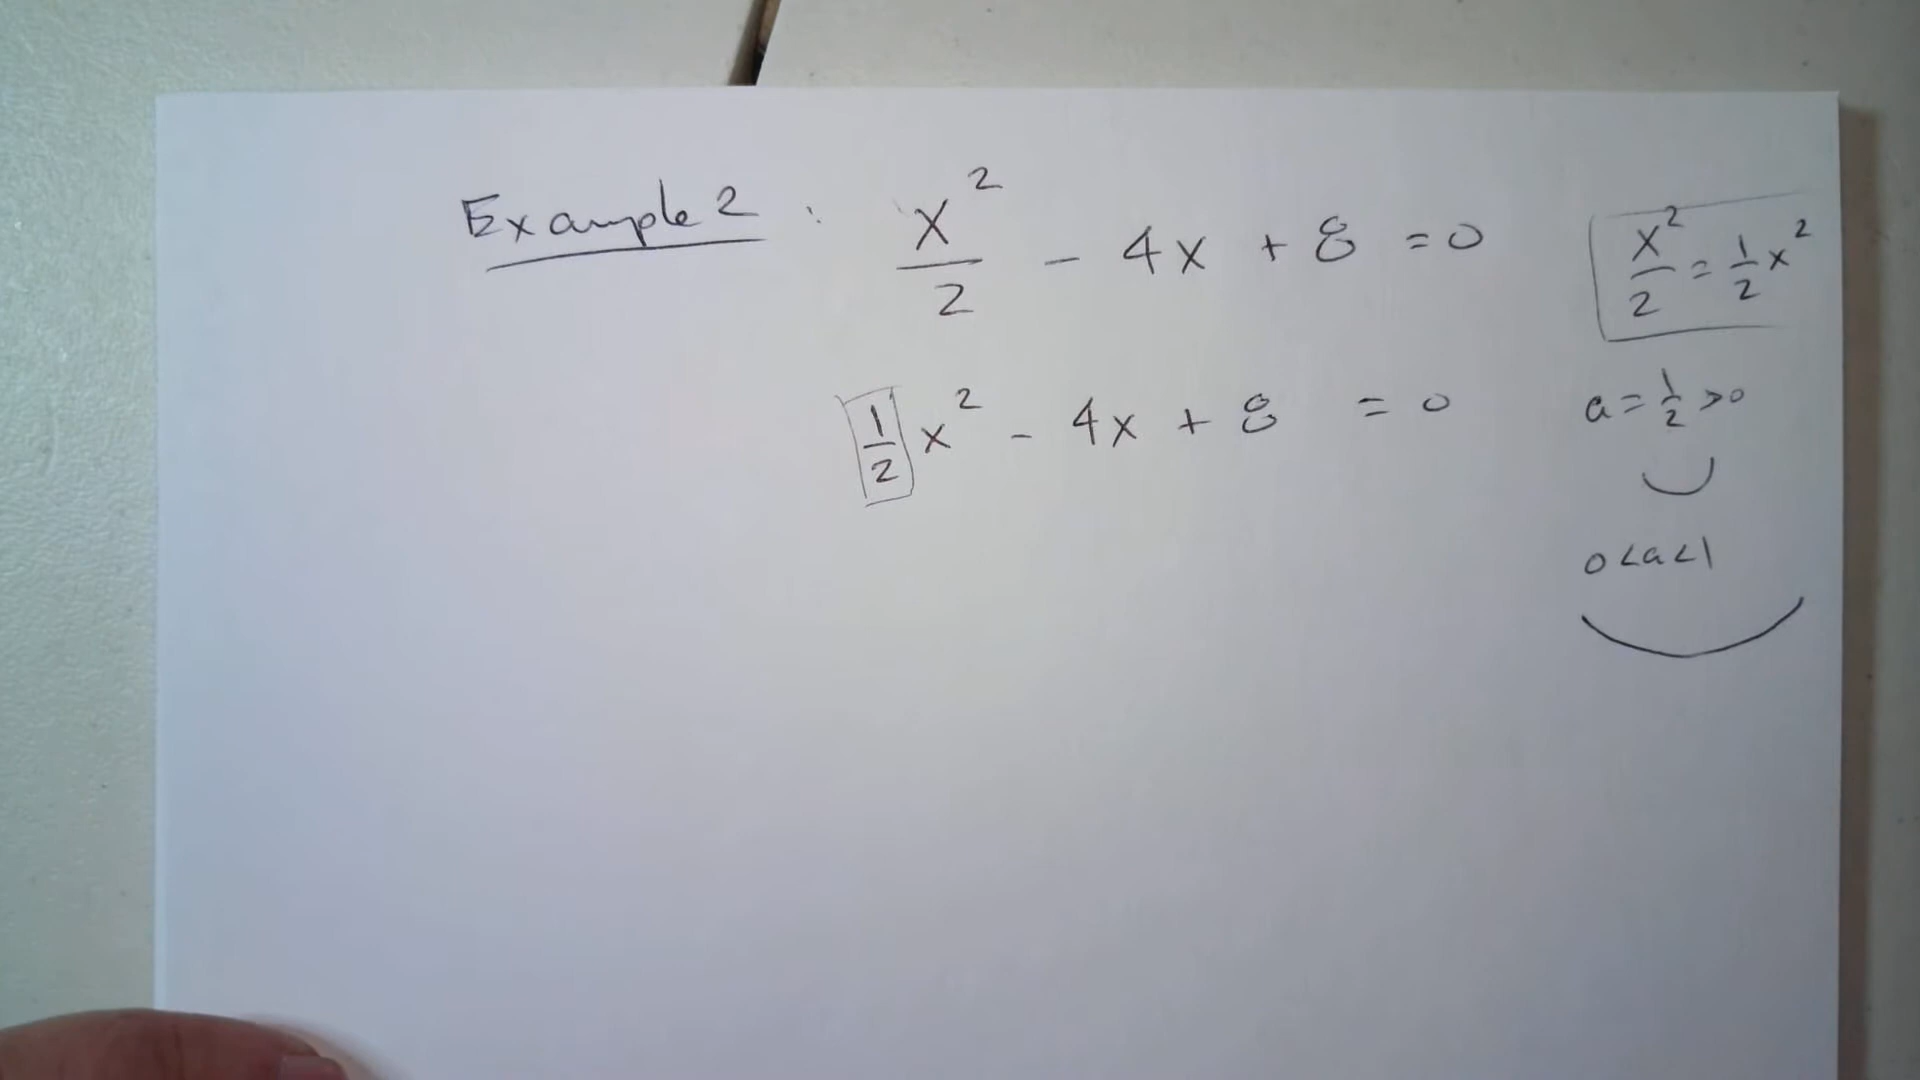 Example 2 : x²/2 - 4x + 8 = 0
x²/2 = 1/2 x²
1/2 x² - 4x + 8 = 0
a = 1/2 > 0
0 < a < 1